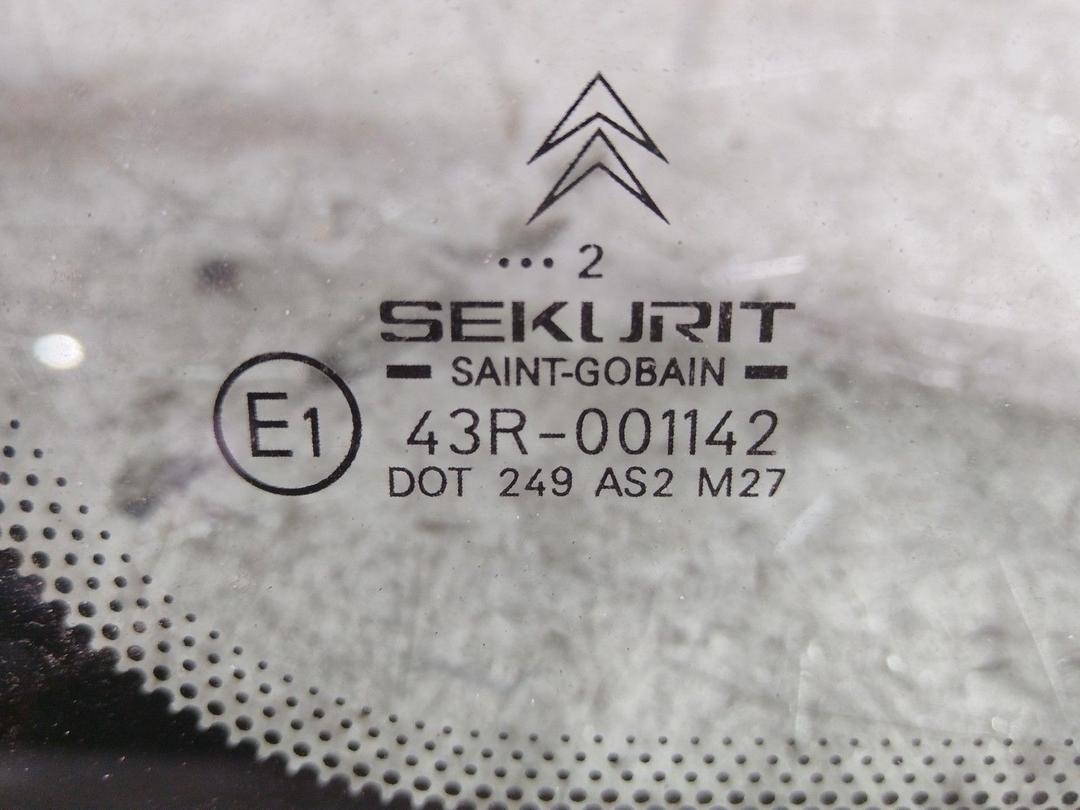 ••• 2
SEKURIT
SAINT-GOBAIN
E1
43R-001142
DOT 249 AS2 M27